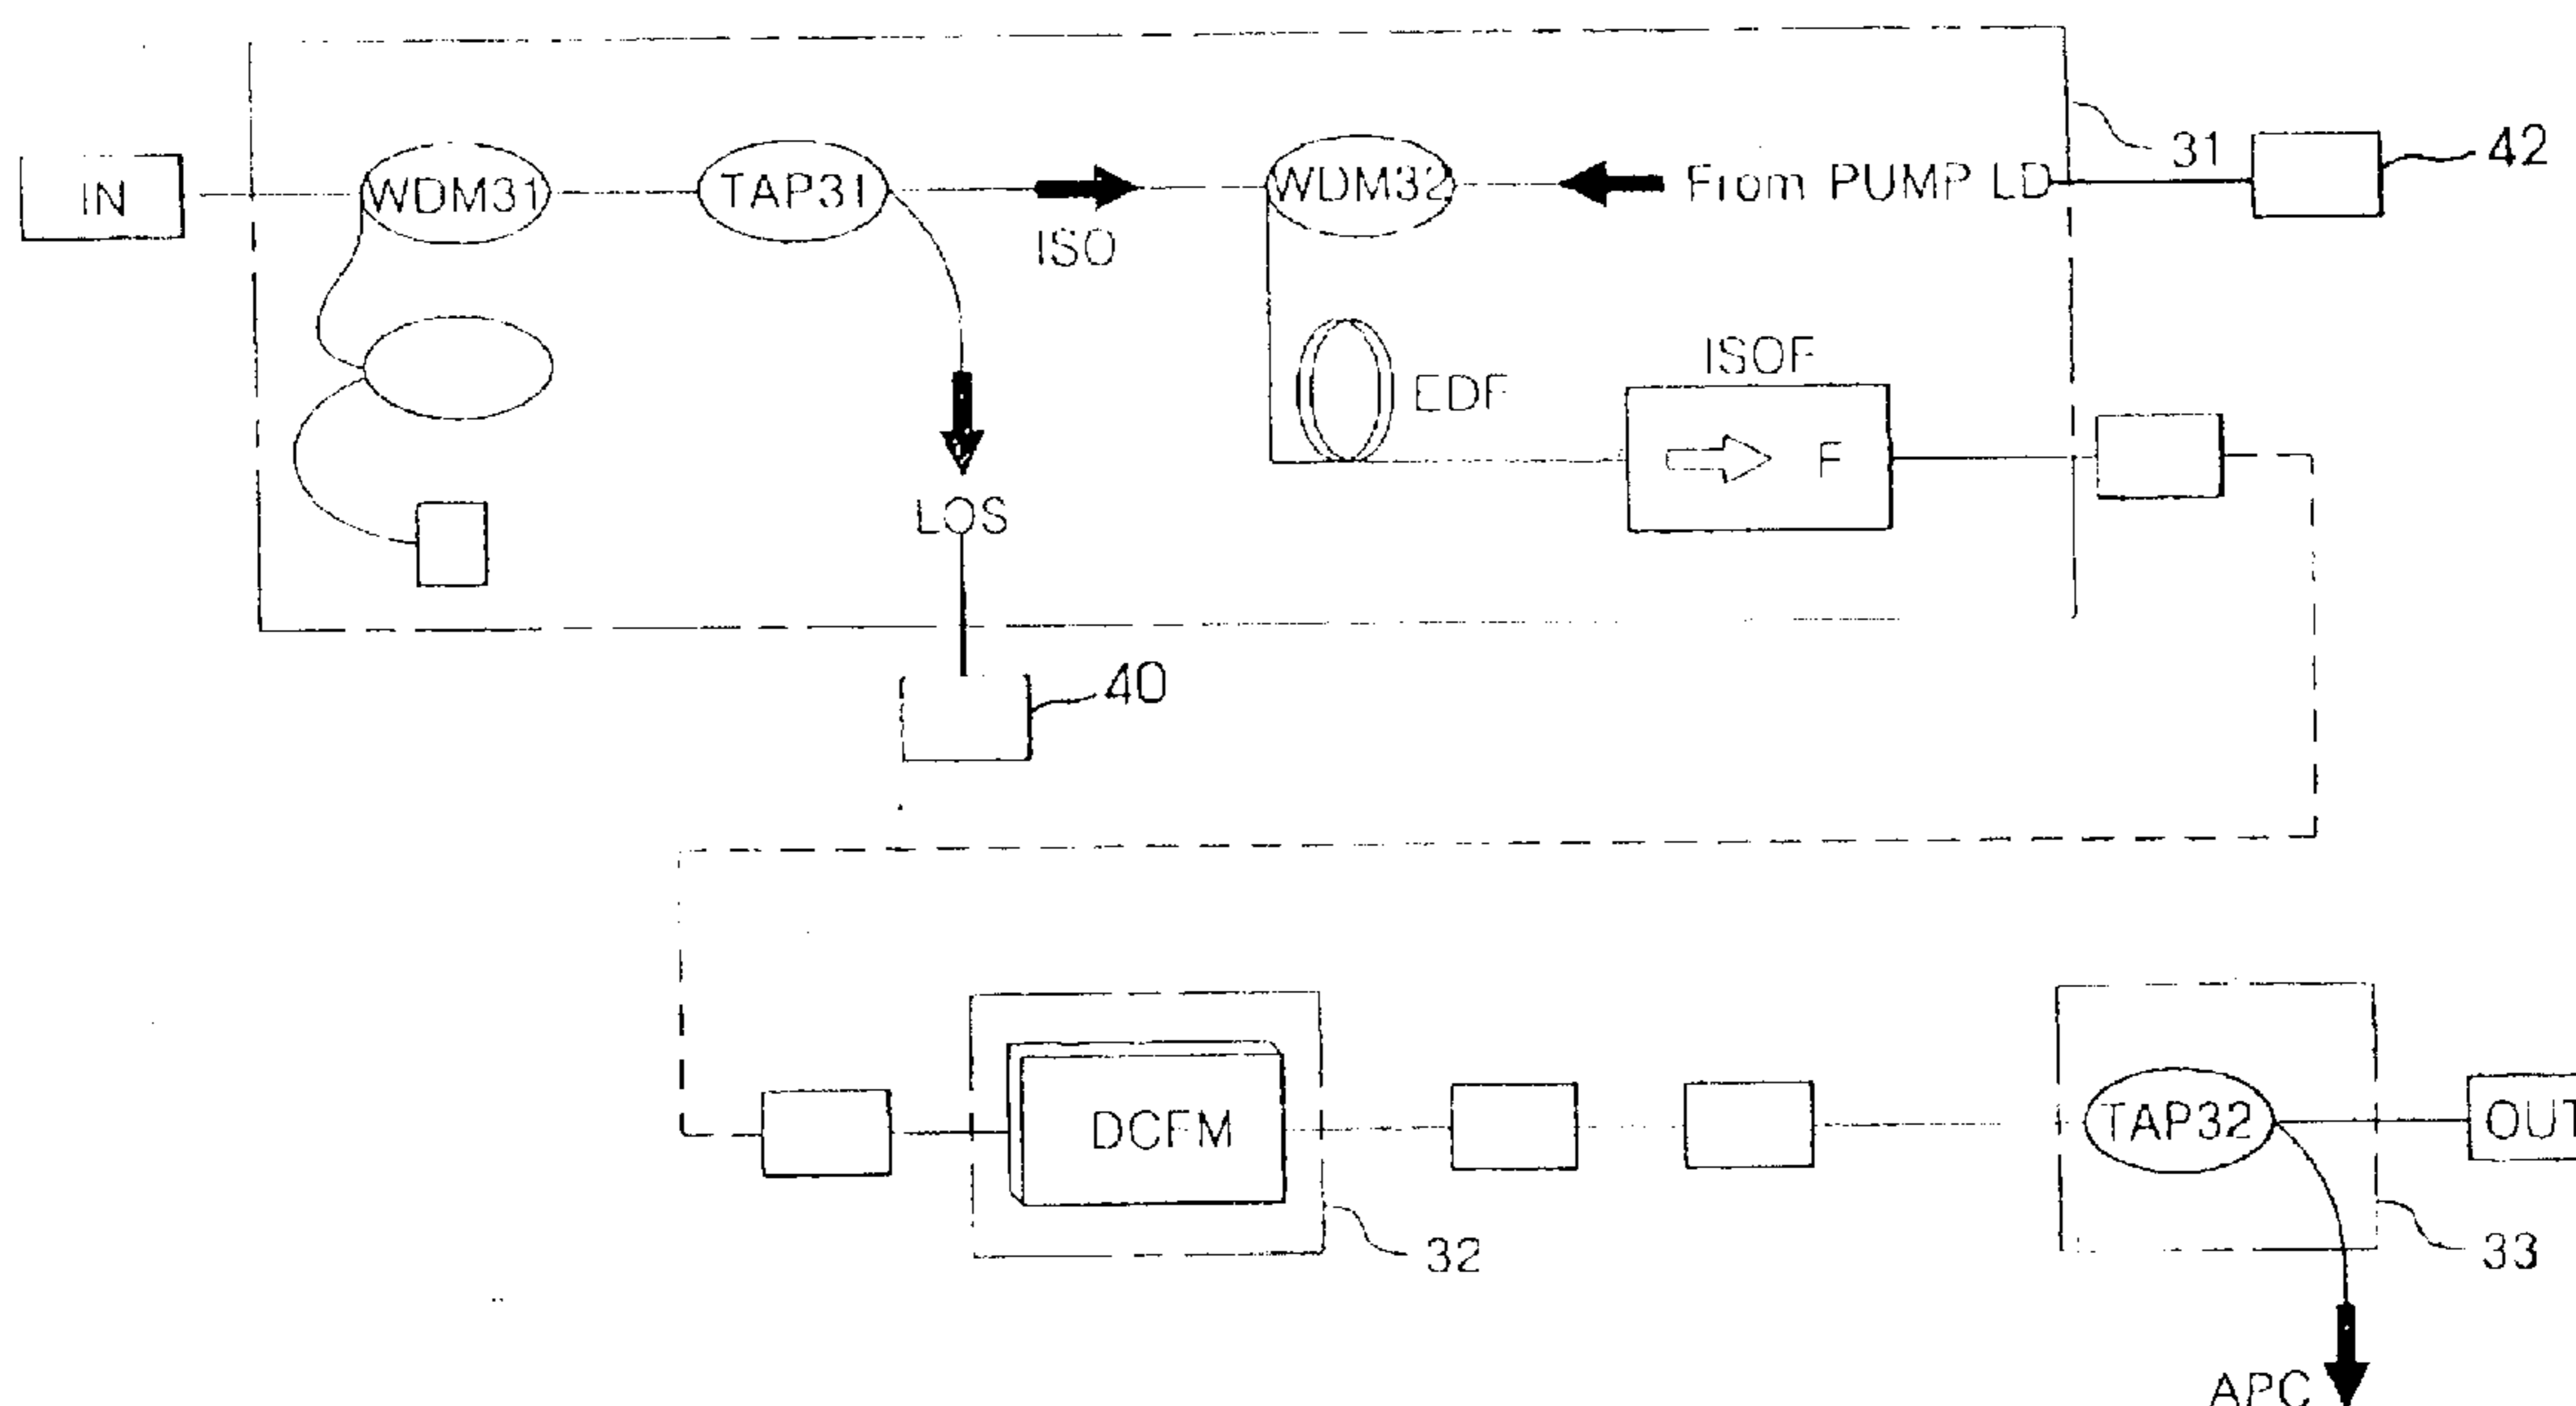 IN
WDM31
TAP31
ISO
WDM32
From PUMP LD
31
42
LOS
EDF
ISOF
F
40
DCFM
32
TAP32
OUT
33
APC